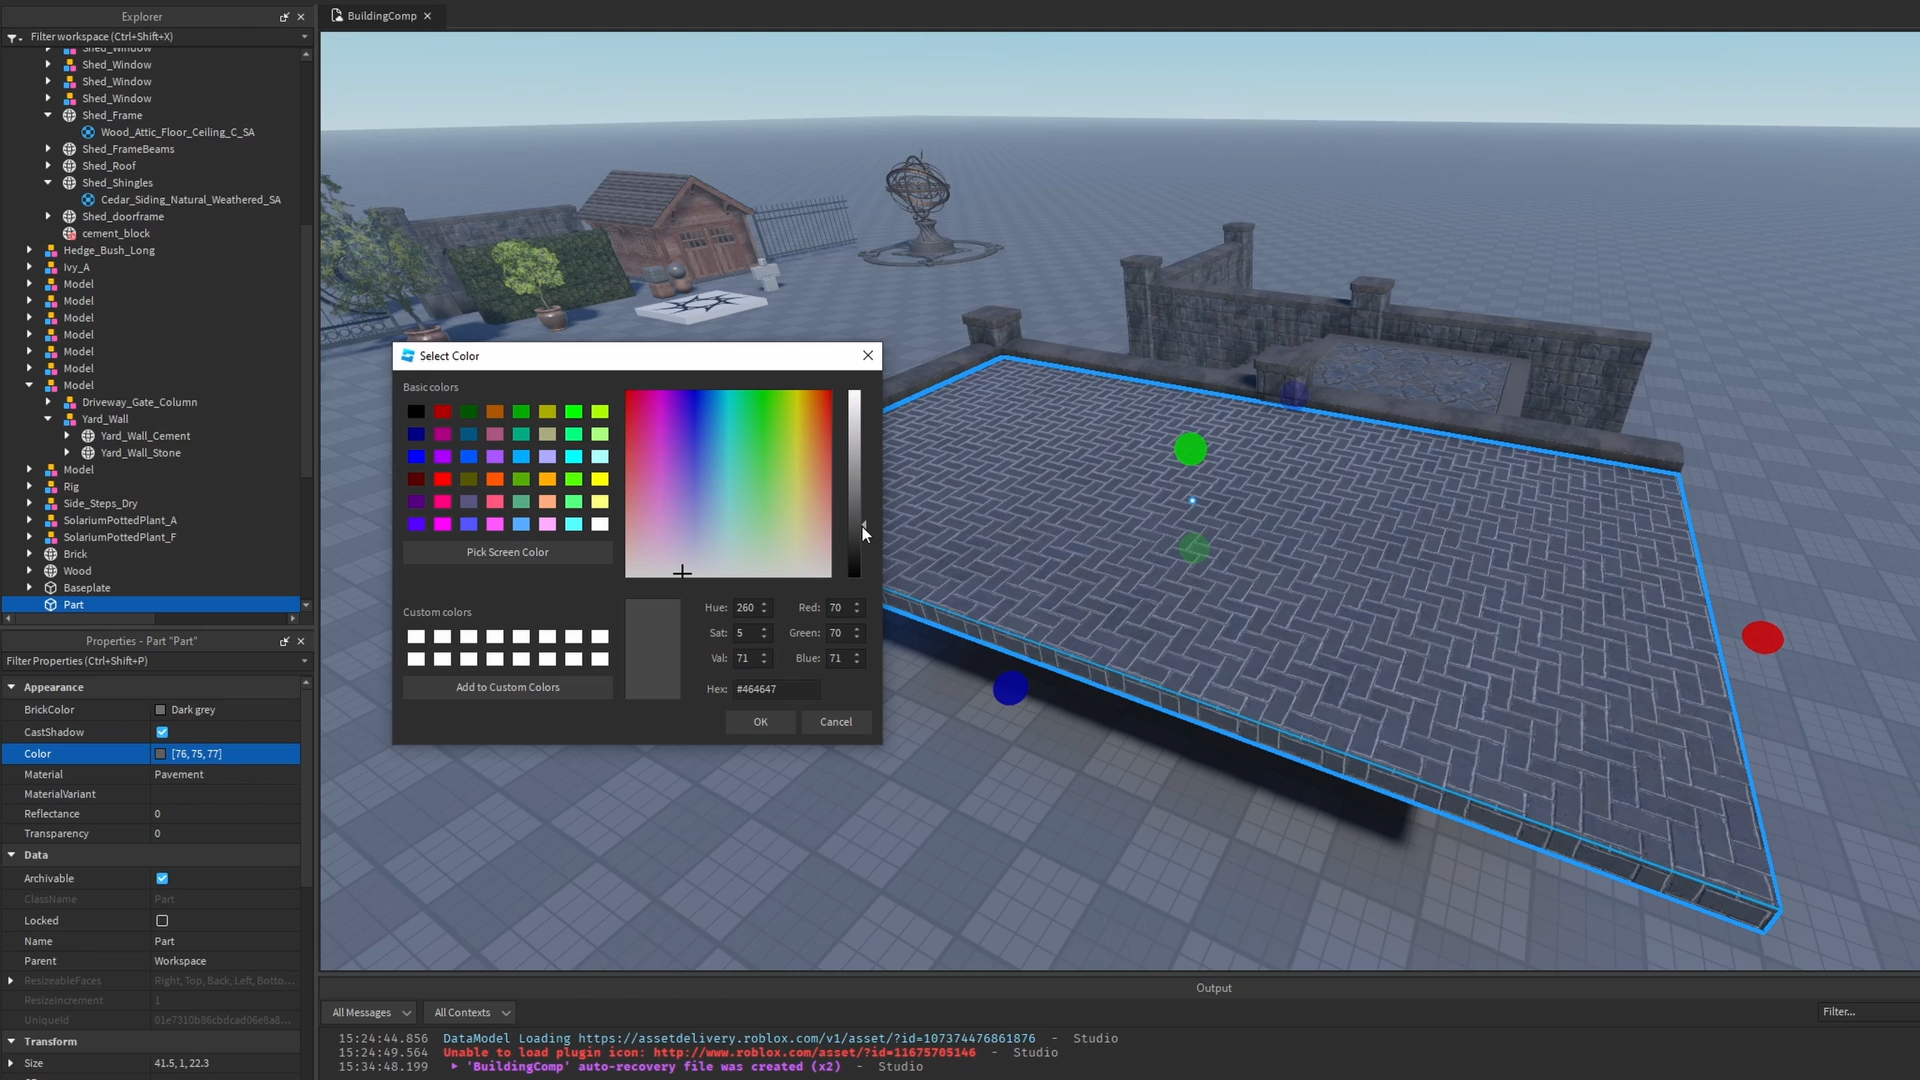 Explorer
BuildingComp
Filter workspace (Ctrl+Shift+X)
Shed_Window
Shed_Window
Shed_Window
Shed_Window
Shed_Frame
Wood_Attic_Floor_Ceiling_C_SA
Shed_FrameBeams
Shed_Roof
Shed_Shingles
Cedar_Siding_Natural_Weathered_SA
Shed_doorframe
cement_block
Hedge_Bush_Long
Ivy_A
Model
Model
Model
Model
Model
Model
Model
Driveway_Gate_Column
Yard_Wall
Yard_Wall_Cement
Yard_Wall_Stone
Model
Rig
Side_Steps_Dry
SolariumPottedPlant_A
SolariumPottedPlant_F
Brick
Wood
Baseplate
Part
Properties - Part "Part"
Filter Properties (Ctrl+Shift+P)
Appearance
BrickColor Dark grey
CastShadow
Color [76, 75, 77]
Material Pavement
MaterialVariant
Reflectance 0
Transparency 0
Data
Archivable
ClassName Part
Locked
Name Part
Parent Workspace
ResizeableFaces Right, Top, Back, Left, Botto...
ResizeIncrement 1
UniqueId 01e7310b86cbdcad06e8a8...
Transform
Size 41.5, 1, 22.3
Select Color
Basic colors
Pick Screen Color
Custom colors
Add to Custom Colors
Hue: 260 Red: 70
Sat: 5 Green: 70
Val: 71 Blue: 71
Hex: #464647
OK Cancel
Output
All Messages All Contexts Filter...
15:24:44.856 DataModel Loading https://assetdelivery.roblox.com/v1/asset/?id=107374476861876 - Studio
15:24:49.564 Unable to load plugin icon: http://www.roblox.com/asset/?id=11675705146 - Studio
15:34:48.199 'BuildingComp' auto-recovery file was created (x2) - Studio